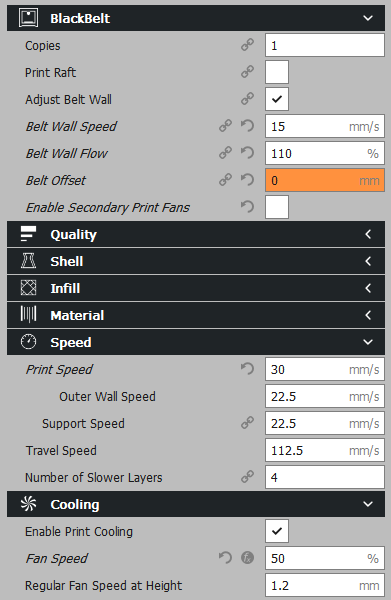 BlackBelt
Copies 1
Print Raft
Adjust Belt Wall
Belt Wall Speed 15 mm/s
Belt Wall Flow 110 %
Belt Offset 0 mm
Enable Secondary Print Fans
Quality
Shell
Infill
Material
Speed
Print Speed 30 mm/s
Outer Wall Speed 22.5 mm/s
Support Speed 22.5 mm/s
Travel Speed 112.5 mm/s
Number of Slower Layers 4
Cooling
Enable Print Cooling
Fan Speed 50 %
Regular Fan Speed at Height 1.2 mm